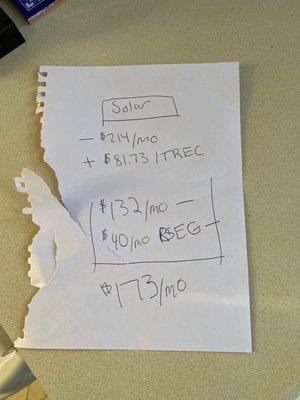 Solar
- $214/mo
+ $81.73/TREC
$132/mo -
$40/mo PSEG -
$173/mo